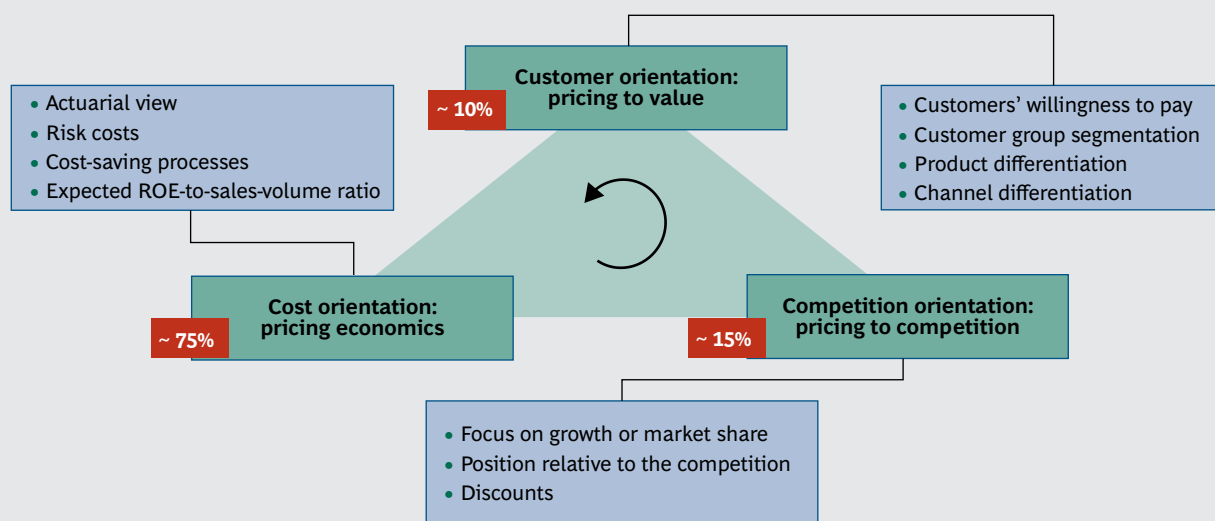 Customer orientation:
pricing to value
~ 10%
• Actuarial view
• Risk costs
• Cost-saving processes
• Expected ROE-to-sales-volume ratio
• Customers’ willingness to pay
• Customer group segmentation
• Product differentiation
• Channel differentiation
Cost orientation:
pricing economics
~ 75%
Competition orientation:
pricing to competition
~ 15%
• Focus on growth or market share
• Position relative to the competition
• Discounts